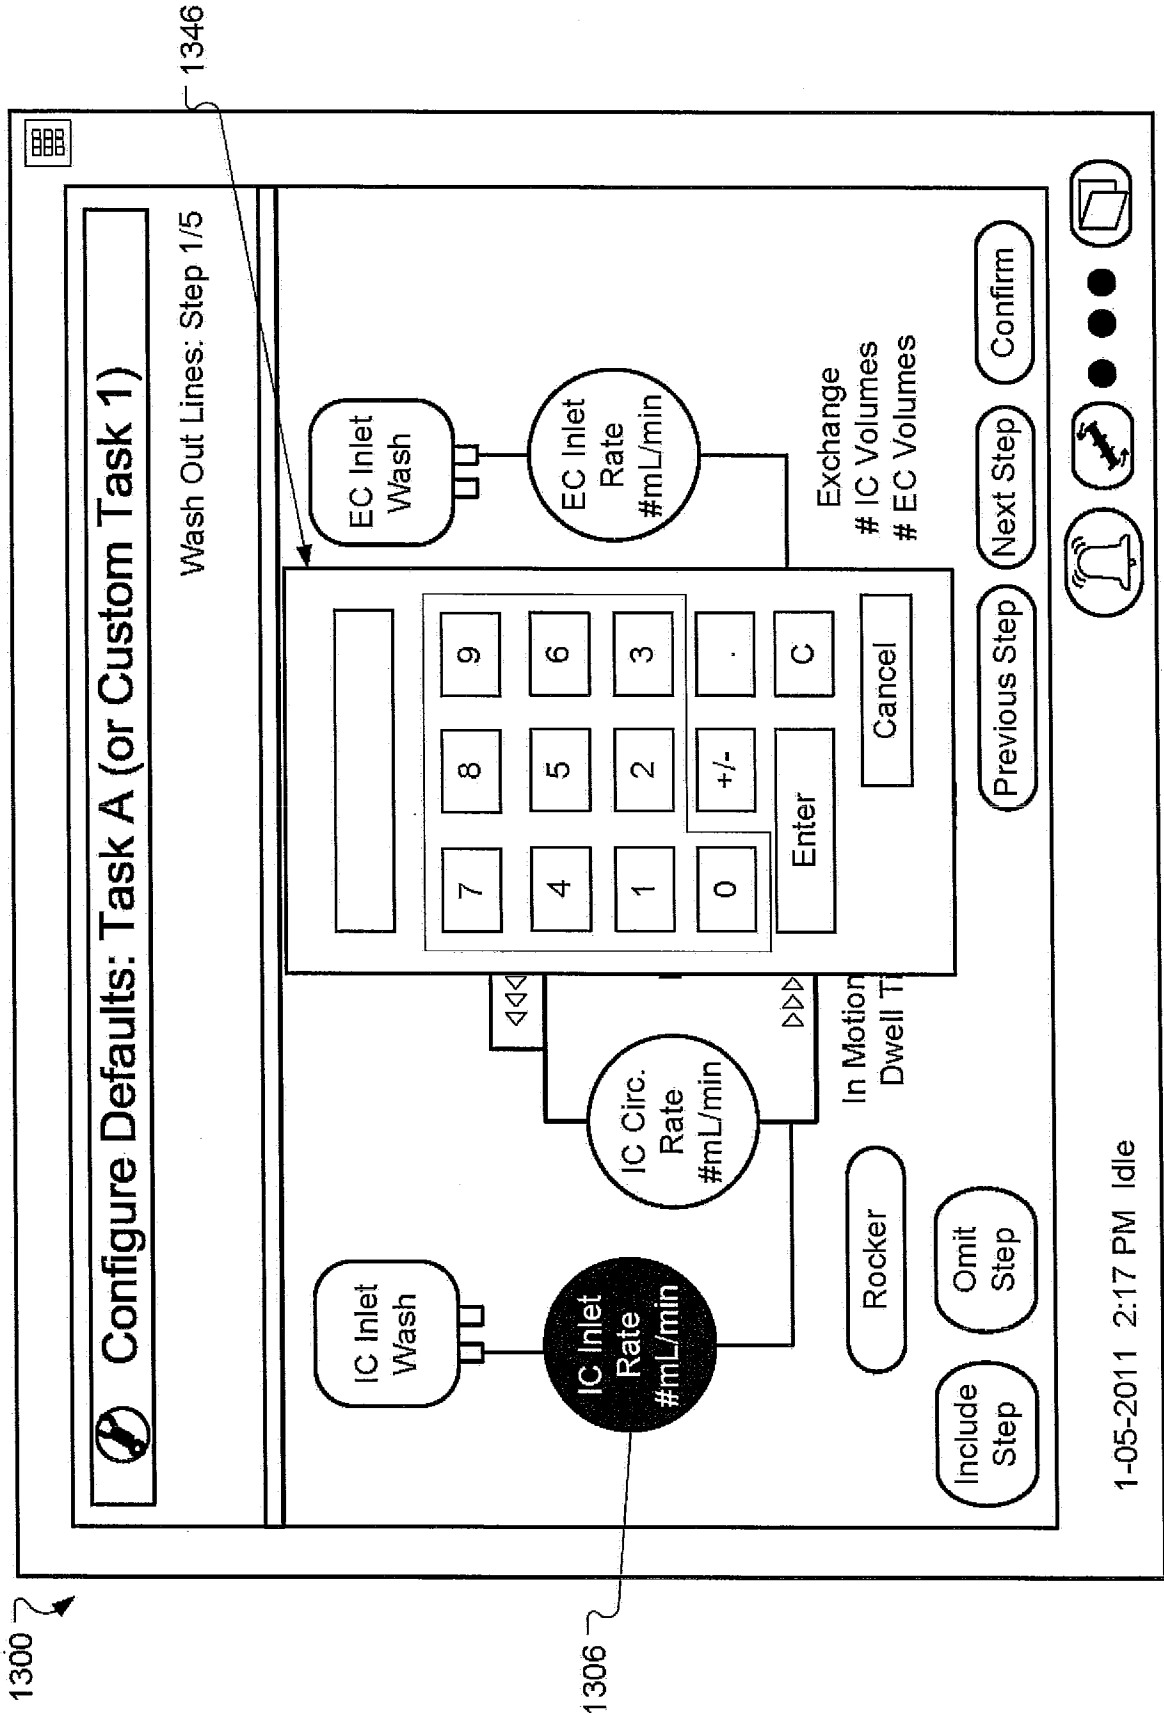 1300
1346
Configure Defaults: Task A (or Custom Task 1)
Wash Out Lines: Step 1/5
IC Inlet
Wash
EC Inlet
Wash
IC Inlet
Rate
#mL/min
IC Circ.
Rate
#mL/min
EC Inlet
Rate
#mL/min
7 8 9
4 5 6
1 2 3
0 +/- .
Enter C
Cancel
In Motion
Dwell Ti
Exchange
# IC Volumes
# EC Volumes
Rocker
Include
Step
Omit
Step
Previous Step
Next Step
Confirm
1-05-2011 2:17 PM Idle
1306